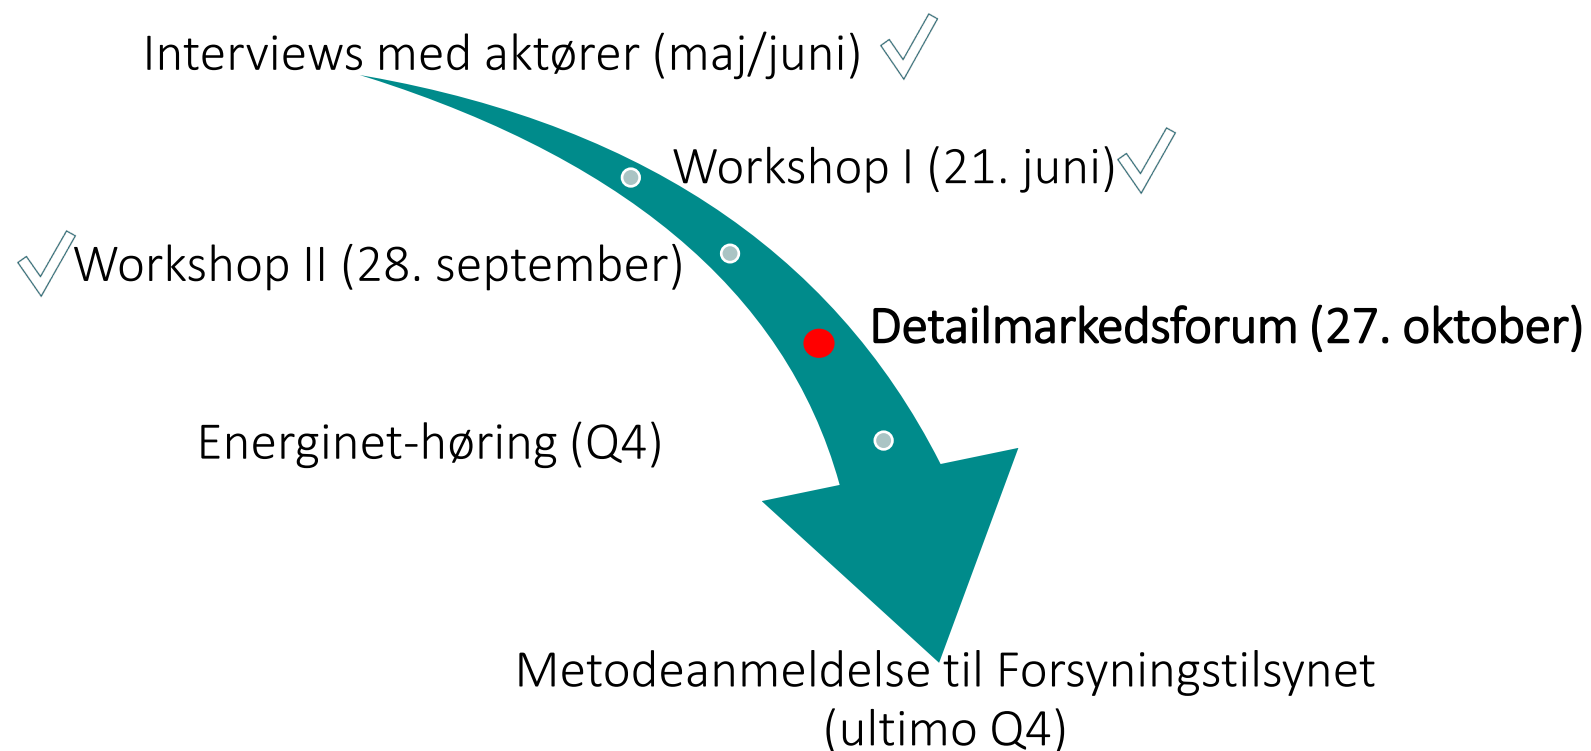 Interviews med aktører (maj/juni)
Workshop I (21. juni)
Workshop II (28. september)
Detailmarkedsforum (27. oktober)
Energinet-høring (Q4)
Metodeanmeldelse til Forsyningstilsynet
(ultimo Q4)